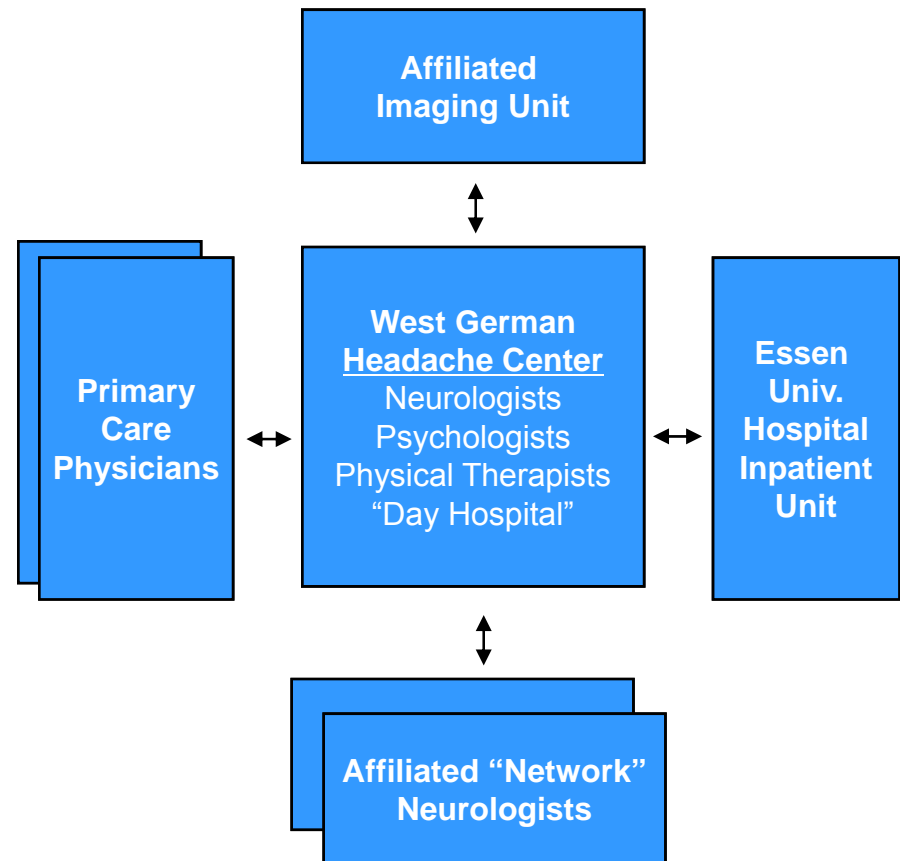 Affiliated
Imaging Unit
Primary
Care
Physicians
West German
Headache Center
Neurologists
Psychologists
Physical Therapists
“Day Hospital”
Essen
Univ.
Hospital
Inpatient
Unit
Affiliated “Network”
Neurologists